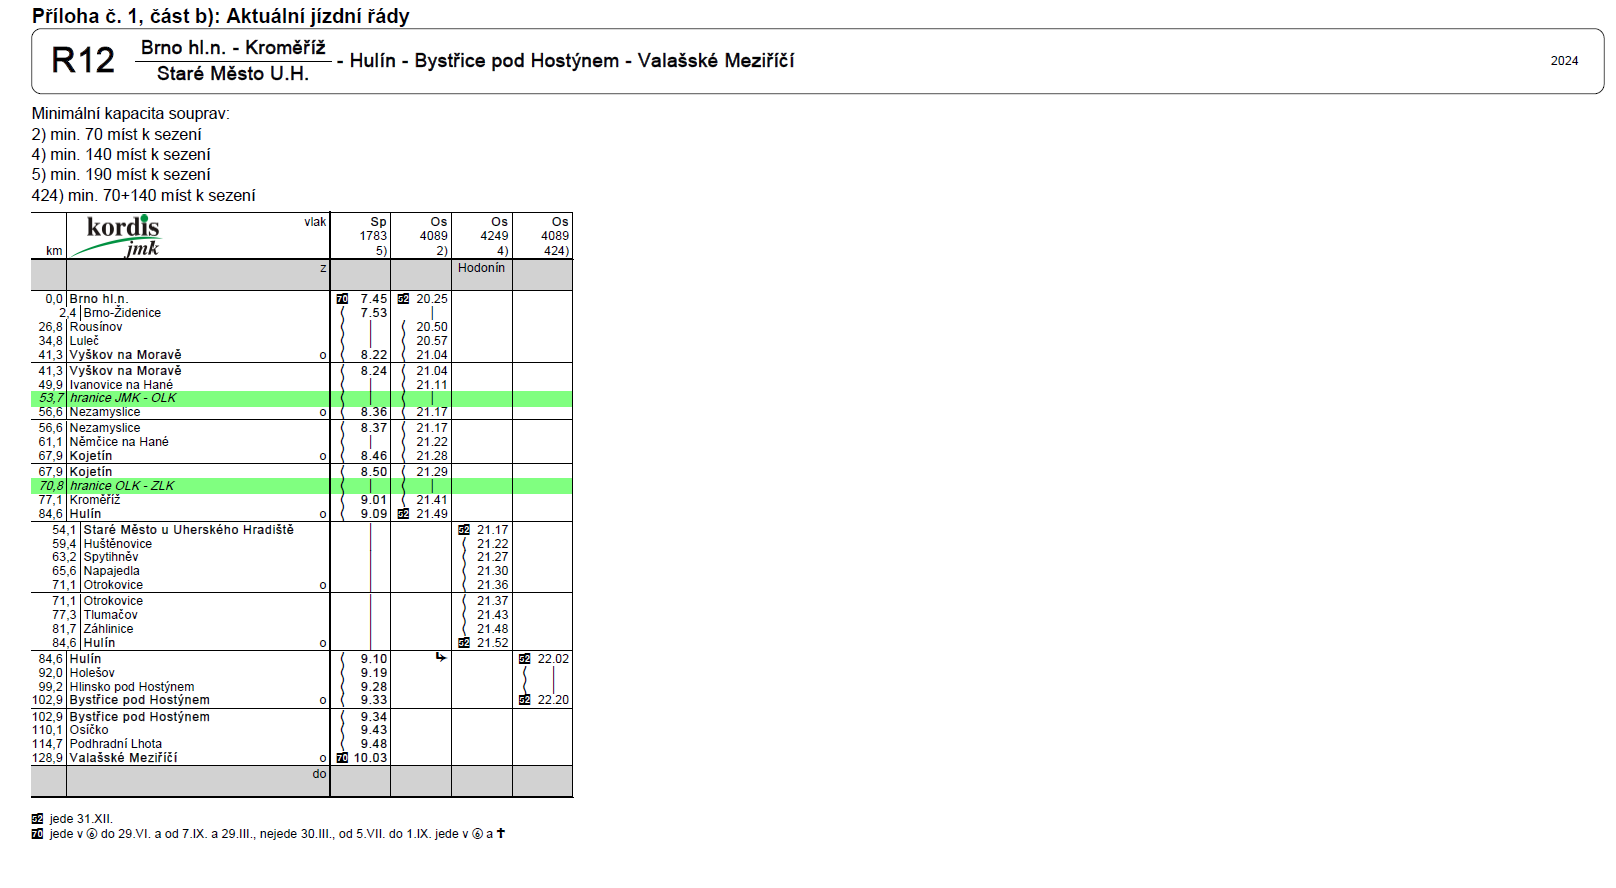 Příloha č. 1, část b): Aktuální jízdní řády
R12 Brno hl.n. - Kroměříž
Staré Město U.H. - Hulín - Bystřice pod Hostýnem - Valašské Meziříčí 2024
Minimální kapacita souprav:
2) min. 70 míst k sezení
4) min. 140 míst k sezení
5) min. 190 míst k sezení
424) min. 70+140 míst k sezení
kordis vlak Sp Os Os Os
1783 4089 4249 4089
km jmk 5) 2) 4) 424)
z Hodonín
0,0 Brno hl.n. 70 7.45 52 20.25
2,4 Brno-Židenice 7.53
26,8 Rousínov 20.50
34,8 Luleč 20.57
41,3 Vyškov na Moravě o 8.22 21.04
41,3 Vyškov na Moravě 8.24 21.04
49,9 Ivanovice na Hané 21.11
53,7 hranice JMK - OLK
56,6 Nezamyslice o 8.36 21.17
56,6 Nezamyslice 8.37 21.17
61,1 Němčice na Hané 21.22
67,9 Kojetín o 8.46 21.28
67,9 Kojetín 8.50 21.29
70,8 hranice OLK - ZLK
77,1 Kroměříž 9.01 21.41
84,6 Hulín o 9.09 52 21.49
54,1 Staré Město u Uherského Hradiště 52 21.17
59,4 Huštěnovice 21.22
63,2 Spytihněv 21.27
65,6 Napajedla 21.30
71,1 Otrokovice o 21.36
71,1 Otrokovice 21.37
77,3 Tlumačov 21.43
81,7 Záhlinice 21.48
84,6 Hulín o 52 21.52
84,6 Hulín 9.10 52 22.02
92,0 Holešov 9.19
99,2 Hlinsko pod Hostýnem 9.28
102,9 Bystřice pod Hostýnem o 9.33 52 22.20
102,9 Bystřice pod Hostýnem 9.34
110,1 Osíčko 9.43
114,7 Podhradní Lhota 9.48
128,9 Valašské Meziříčí o 70 10.03
do
52 jede 31.XII.
70 jede v ⑥ do 29.VI. a od 7.IX. a 29.III., nejede 30.III., od 5.VII. do 1.IX. jede v ⑥ a ✝